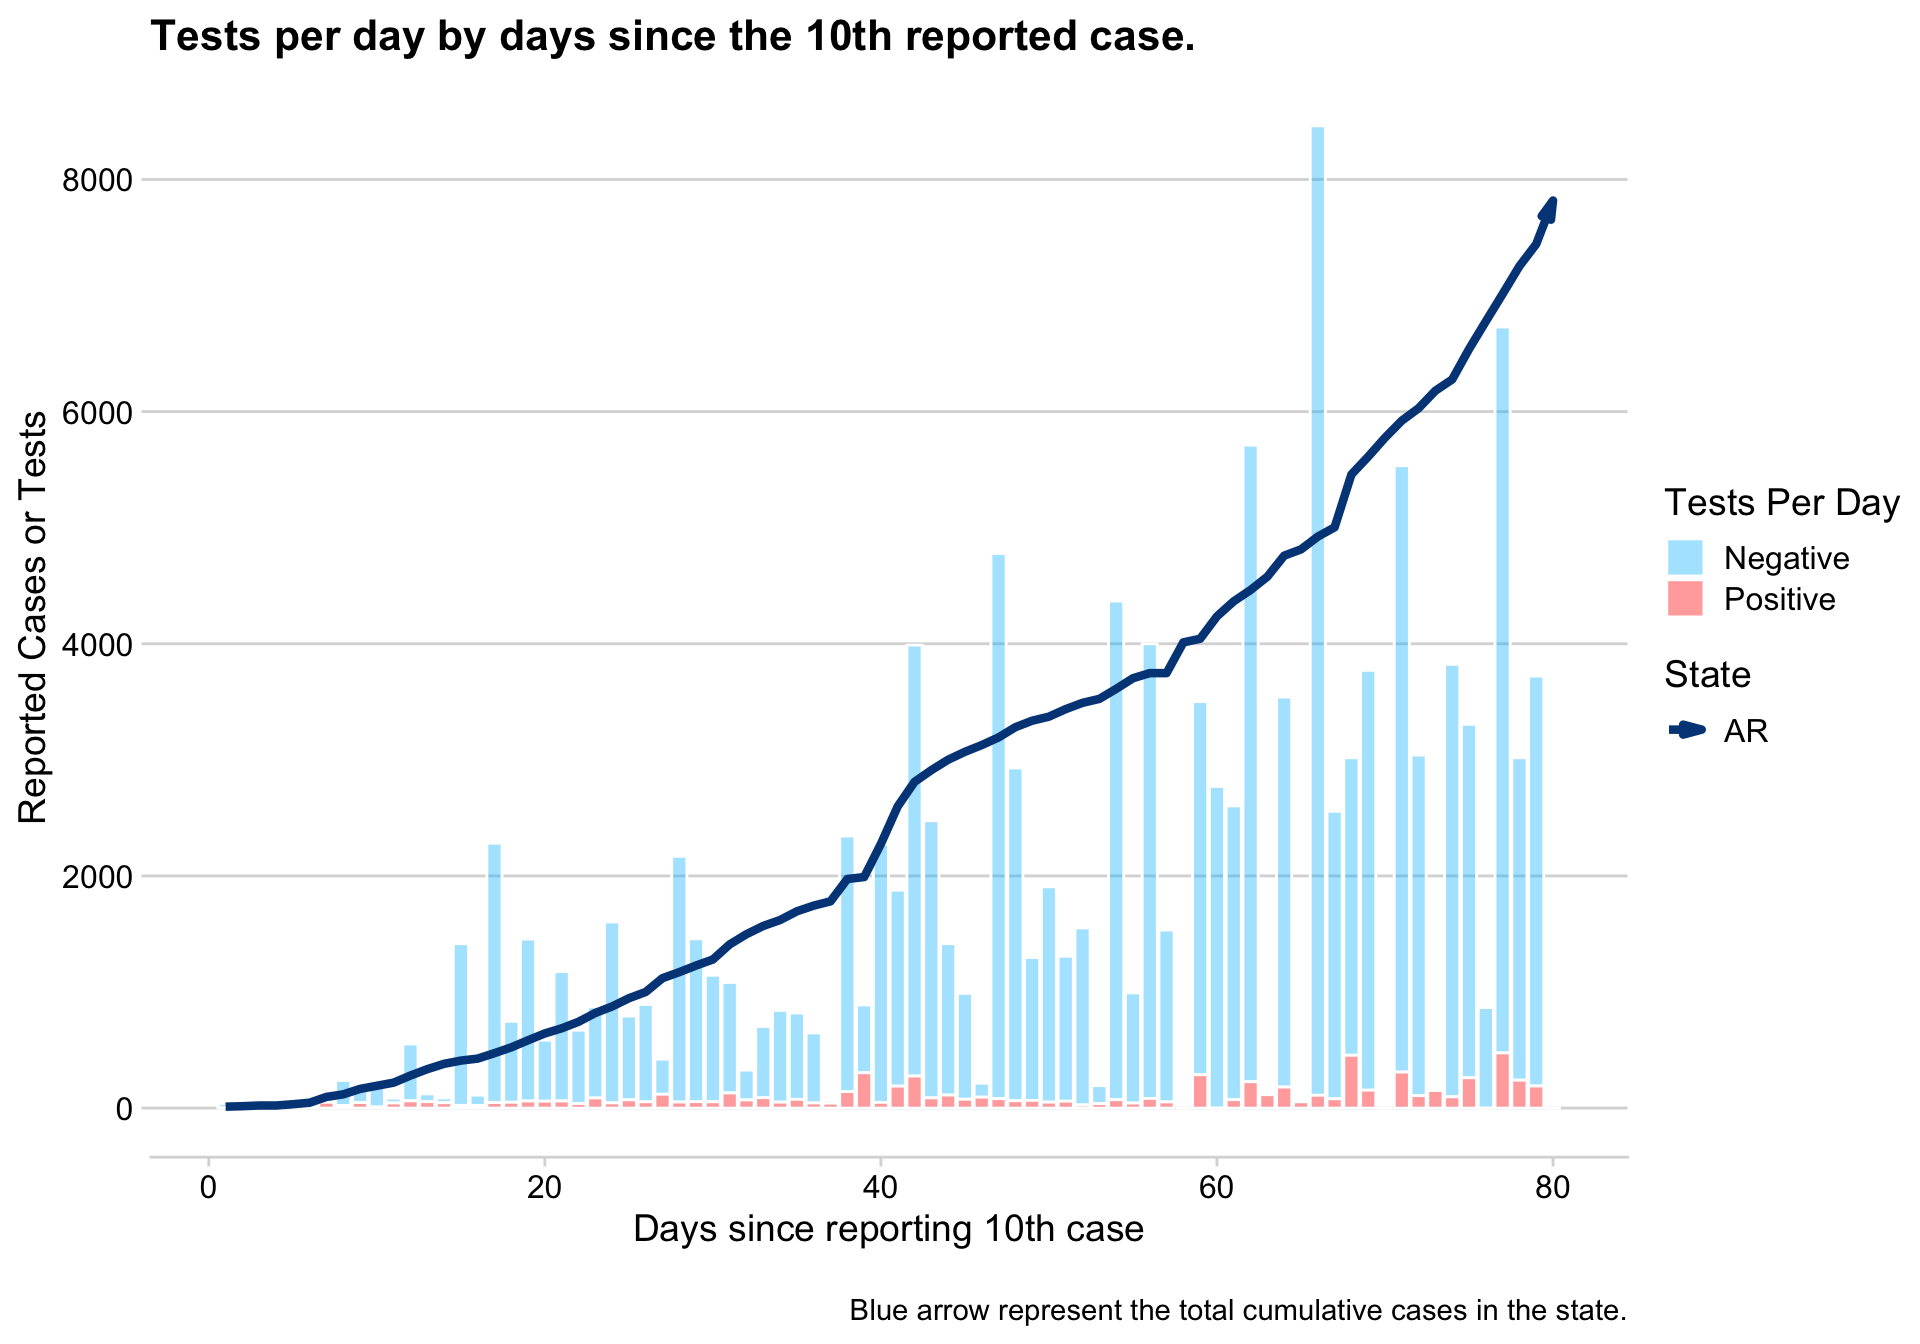 Tests per day by days since the 10th reported case.
Reported Cases or Tests
8000
6000
4000
2000
0
0 20 40 60 80
Days since reporting 10th case
Tests Per Day
Negative
Positive
State
AR
Blue arrow represent the total cumulative cases in the state.